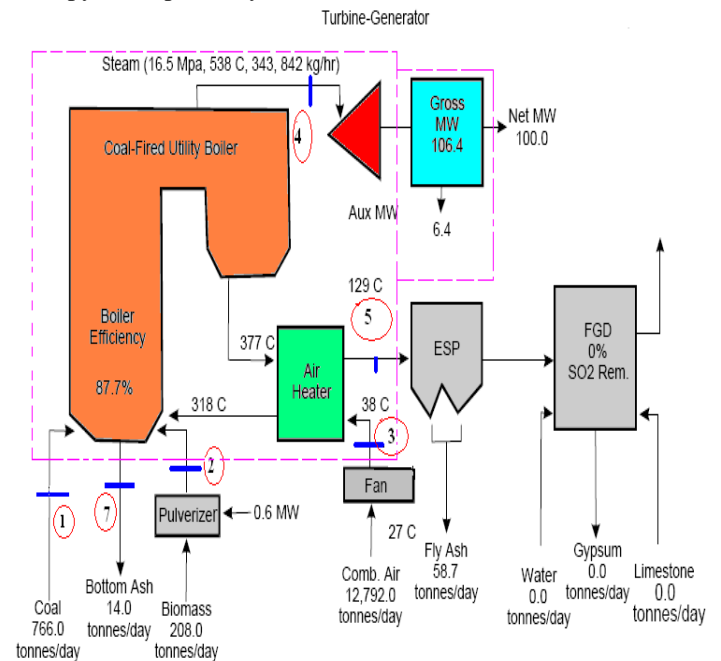 Turbine-Generator
Steam (16.5 Mpa, 538 C, 343, 842 kg/hr)
4
Gross
MW
106.4
Net MW
100.0
Coal-Fired Utility Boiler
Aux MW
6.4
129 C
5
Boiler
Efficiency
87.7%
377 C
Air
Heater
ESP
FGD
0%
SO2 Rem.
318 C
38 C
3
2
1
7
Pulverizer
0.6 MW
Fan
27 C
Bottom Ash
14.0
tonnes/day
Coal
766.0
tonnes/day
Biomass
208.0
tonnes/day
Comb. Air
12,792.0
tonnes/day
Fly Ash
58.7
tonnes/day
Water
0.0
tonnes/day
Gypsum
0.0
tonnes/day
Limestone
0.0
tonnes/day